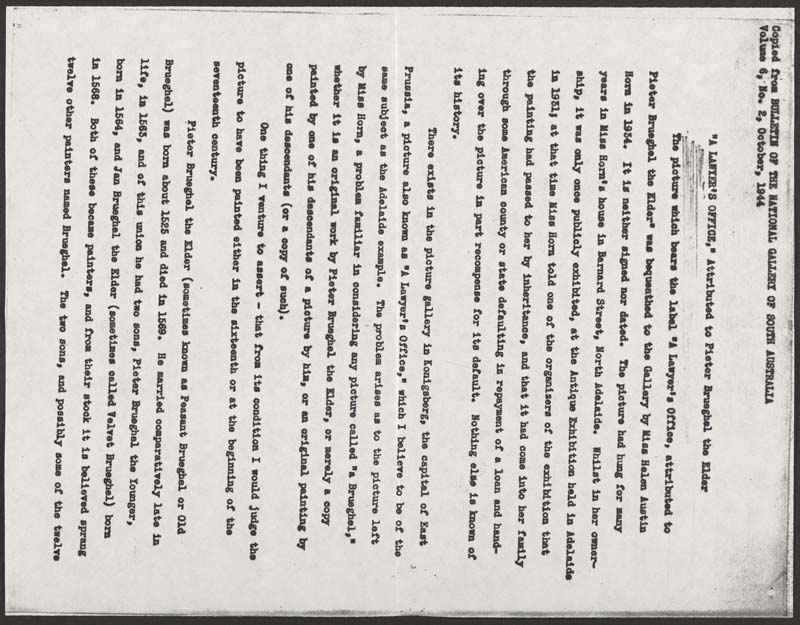 Copied from BULLETIN OF THE NATIONAL GALLERY OF SOUTH AUSTRALIA
Volume 6, No. 2, October, 1944
"A LAWYER'S OFFICE," Attributed to Pieter Brueghel the Elder
The picture which bears the label "A Lawyer's Office, attributed to
Pieter Brueghel the Elder" was bequeathed to the Gallery by Miss Helen Austin
Horn in 1934. It is neither signed nor dated. The picture had hung for many
years in Miss Horn's house in Barnard Street, North Adelaide. Whilst in her owner-
ship, it was only once publicly exhibited, at the Antique Exhibition held in Adelaide
in 1931; at that time Miss Horn told one of the organizers of the exhibition that
the painting had passed to her by inheritance, and that it had come into her family
through some American county or state defaulting in repayment of a loan and hand-
ing over the picture in part recompense for its default. Nothing else is known of
its history.
There exists in the picture gallery in Konigsberg, the capital of East
Prussia, a picture also known as "A Lawyer's Office," which I believe to be of the
same subject as the Adelaide example. The problem arises as to the picture left
by Miss Horn, a problem familiar in considering any picture called "a Brueghel,"
whether it is an original work by Pieter Brueghel the Elder, or merely a copy
painted by one of his descendants of a picture by him, or an original painting by
one of his descendants (or a copy of such).
One thing I venture to assert - that from its condition I would judge the
picture to have been painted either in the sixteenth or at the beginning of the
seventeenth century.
Pieter Brueghel the Elder (sometimes known as Peasant Brueghel or Old
Brueghel) was born about 1525 and died in 1569. He married comparatively late in
life, in 1563, and of this union he had two sons, Pieter Brueghel the Younger,
born in 1564, and Jan Brueghel the Elder (sometimes called Velvet Brueghel) born
in 1568. Both of these became painters, and from their stock it is believed sprang
twelve other painters named Brueghel. The two sons, and possibly some of the twelve